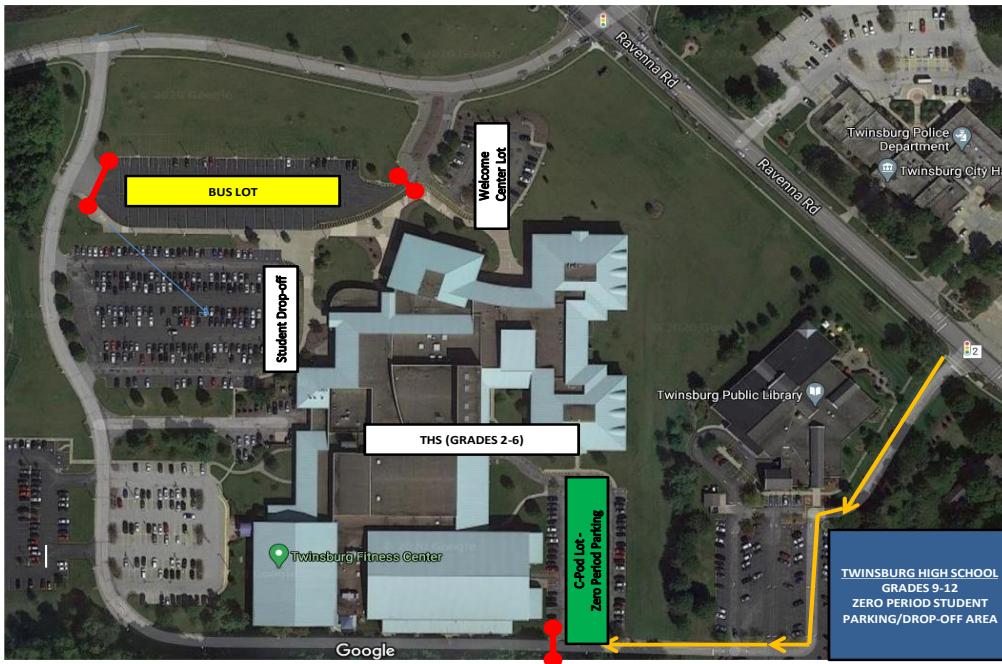 Ravenna Rd
Twinsburg Police
Department
Twinsburg City Ha
Ravenna Rd
Welcome
Center Lot
BUS LOT
Student Drop-off
2
Twinsburg Public Library
THS (GRADES 2-6)
C-Pod Lot -
Zero Period Parking
Twinsburg Fitness Center
TWINSBURG HIGH SCHOOL
GRADES 9-12
ZERO PERIOD STUDENT
PARKING/DROP-OFF AREA
Google